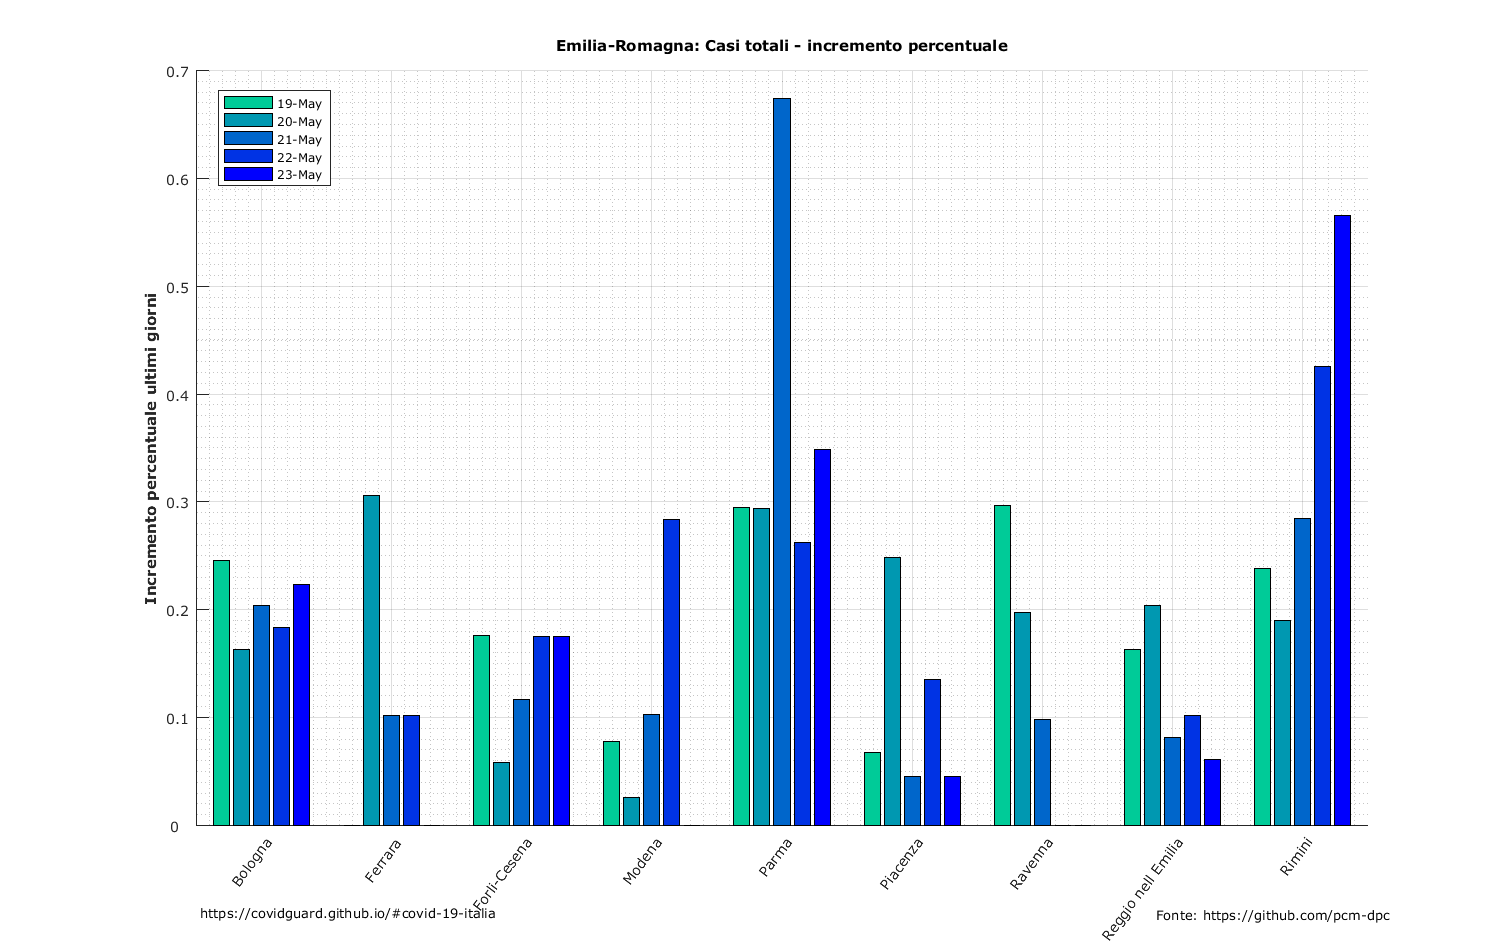 Emilia-Romagna: Casi totali - incremento percentuale
Incremento percentuale ultimi giorni
0.7
0.6
0.5
0.4
0.3
0.2
0.1
0
19-May
20-May
21-May
22-May
23-May
Bologna
Ferrara
Forlì-Cesena
Modena
Parma
Piacenza
Ravenna
Reggio nell Emilia
Rimini
https://covidguard.github.io/#covid-19-italia
Fonte: https://github.com/pcm-dpc